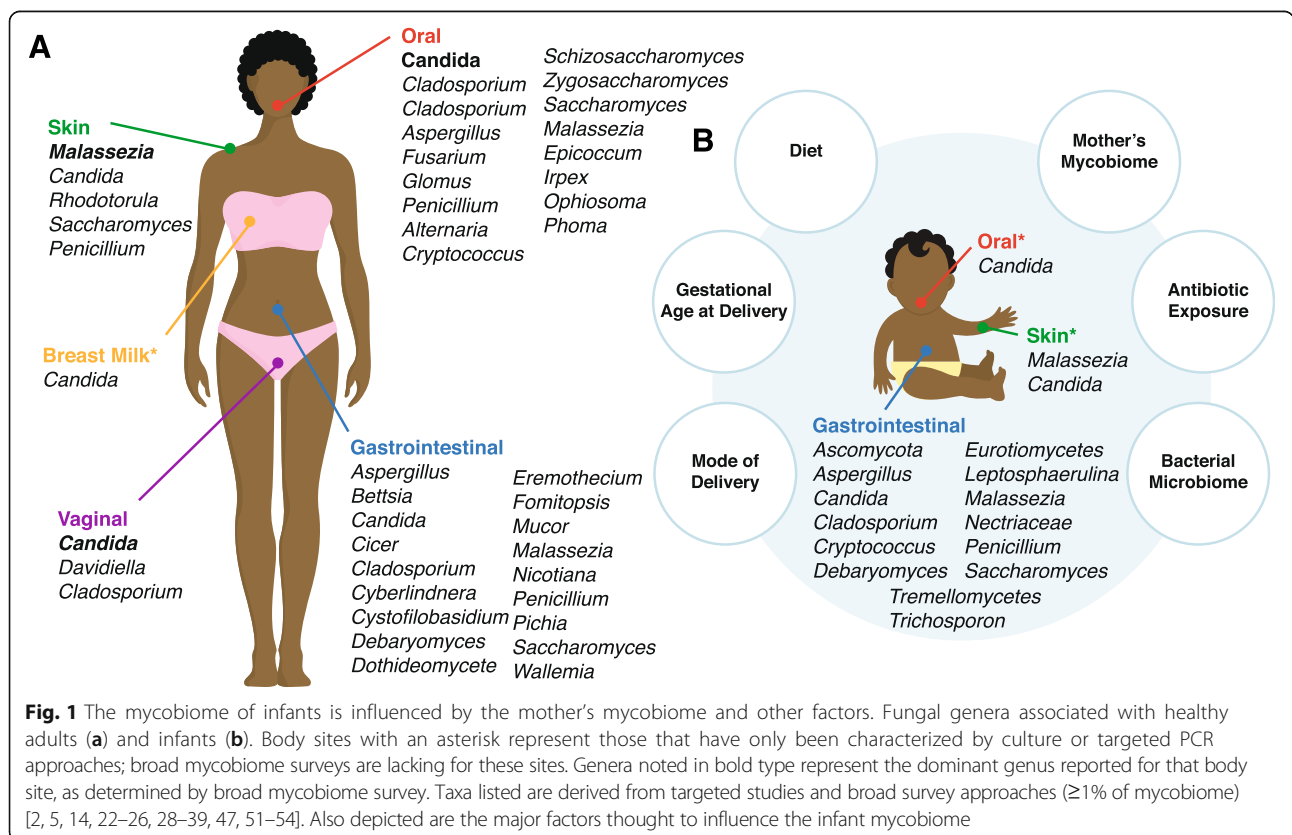 A
Oral
Candida
Cladosporium
Cladosporium
Aspergillus
Fusarium
Glomus
Penicillium
Alternaria
Cryptococcus
Schizosaccharomyces
Zygosaccharomyces
Saccharomyces
Malassezia
Epicoccum
Irpex
Ophiosoma
Phoma
Skin
Malassezia
Candida
Rhodotorula
Saccharomyces
Penicillium
Breast Milk*
Candida
Vaginal
Candida
Davidiella
Cladosporium
Gastrointestinal
Aspergillus
Bettsia
Candida
Cicer
Cladosporium
Cyberlindnera
Cystofilobasidium
Debaryomyces
Dothideomycete
Eremothecium
Fomitopsis
Mucor
Malassezia
Nicotiana
Penicillium
Pichia
Saccharomyces
Wallemia
B
Diet
Mother's
Mycobiome
Gestational
Age at Delivery
Antibiotic
Exposure
Mode of
Delivery
Bacterial
Microbiome
Oral*
Candida
Skin*
Malassezia
Candida
Gastrointestinal
Ascomycota
Aspergillus
Candida
Cladosporium
Cryptococcus
Debaryomyces
Eurotiomycetes
Leptosphaerulina
Malassezia
Nectriaceae
Penicillium
Saccharomyces
Tremellomycetes
Trichosporon
Fig. 1 The mycobiome of infants is influenced by the mother's mycobiome and other factors. Fungal genera associated with healthy
adults (a) and infants (b). Body sites with an asterisk represent those that have only been characterized by culture or targeted PCR
approaches; broad mycobiome surveys are lacking for these sites. Genera noted in bold type represent the dominant genus reported for that body
site, as determined by broad mycobiome survey. Taxa listed are derived from targeted studies and broad survey approaches (≥1% of mycobiome)
[2, 5, 14, 22–26, 28–39, 47, 51–54]. Also depicted are the major factors thought to influence the infant mycobiome